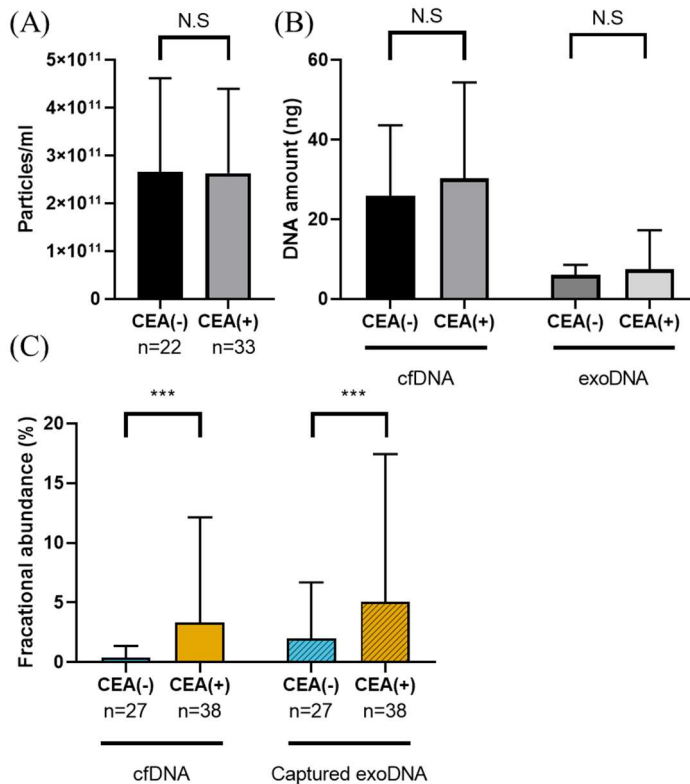 (A)
N.S
Particles/ml
5×10¹¹
4×10¹¹
3×10¹¹
2×10¹¹
1×10¹¹
0
CEA(-) CEA(+)
n=22 n=33
(B)
N.S N.S
DNA amount (ng)
60
40
20
0
CEA(-) CEA(+) CEA(-) CEA(+)
cfDNA exoDNA
(C)
*** ***
Fracational abundance (%)
20
15
10
5
0
CEA(-) CEA(+) CEA(-) CEA(+)
n=27 n=38 n=27 n=38
cfDNA Captured exoDNA